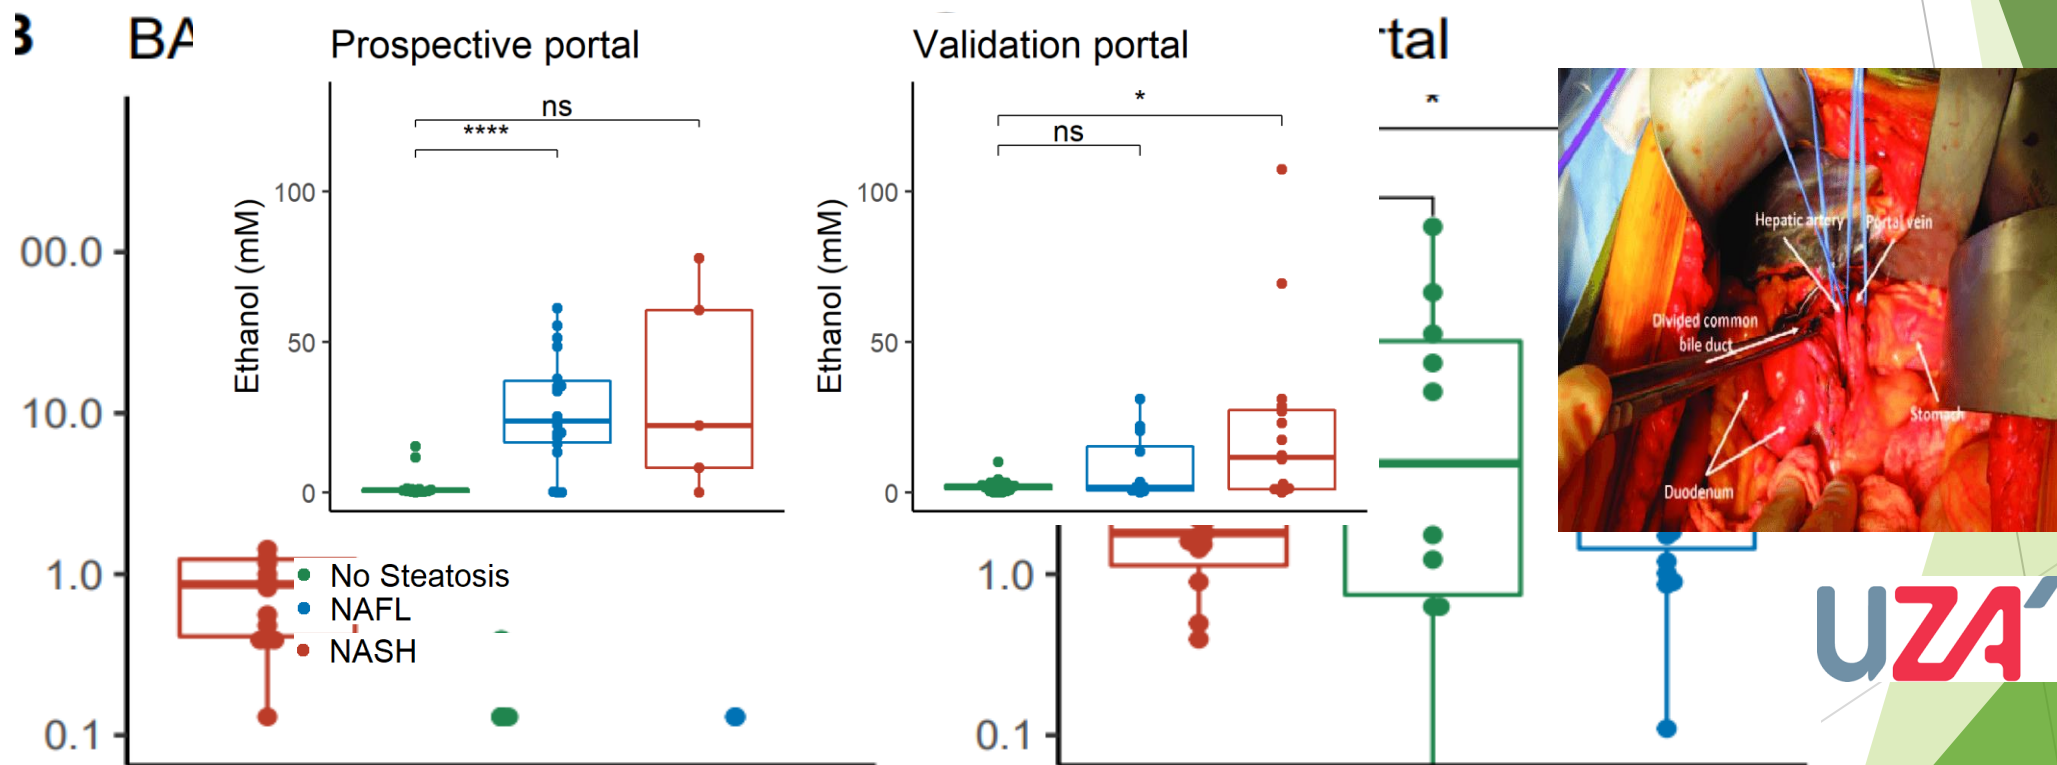 B
BA
Prospective portal
Validation portal
rtal
ns
****
*
ns
*
Ethanol (mM)
100
50
0
Ethanol (mM)
100
50
0
00.0
10.0
1.0
0.1
1.0
0.1
No Steatosis
NAFL
NASH
Hepatic artery
Portal vein
Divided common
bile duct
Stomach
Duodenum
UZA'